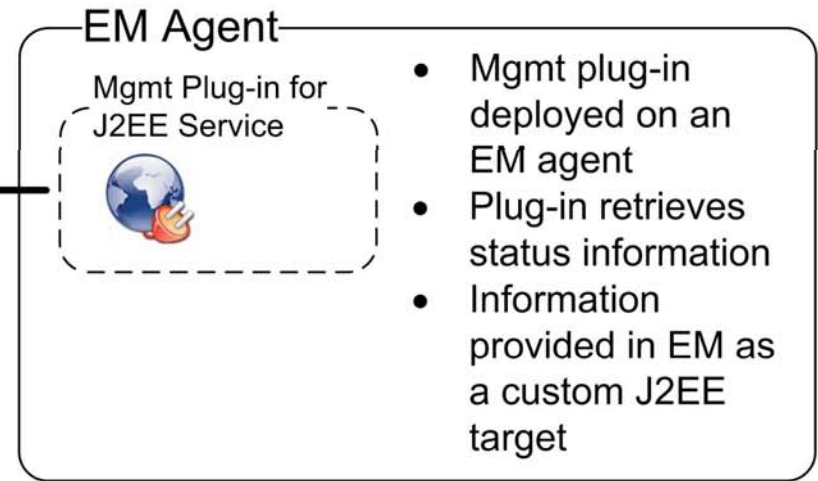 EM Agent
Mgmt Plug-in for
J2EE Service
• Mgmt plug-in
deployed on an
EM agent
• Plug-in retrieves
status information
• Information
provided in EM as
a custom J2EE
target